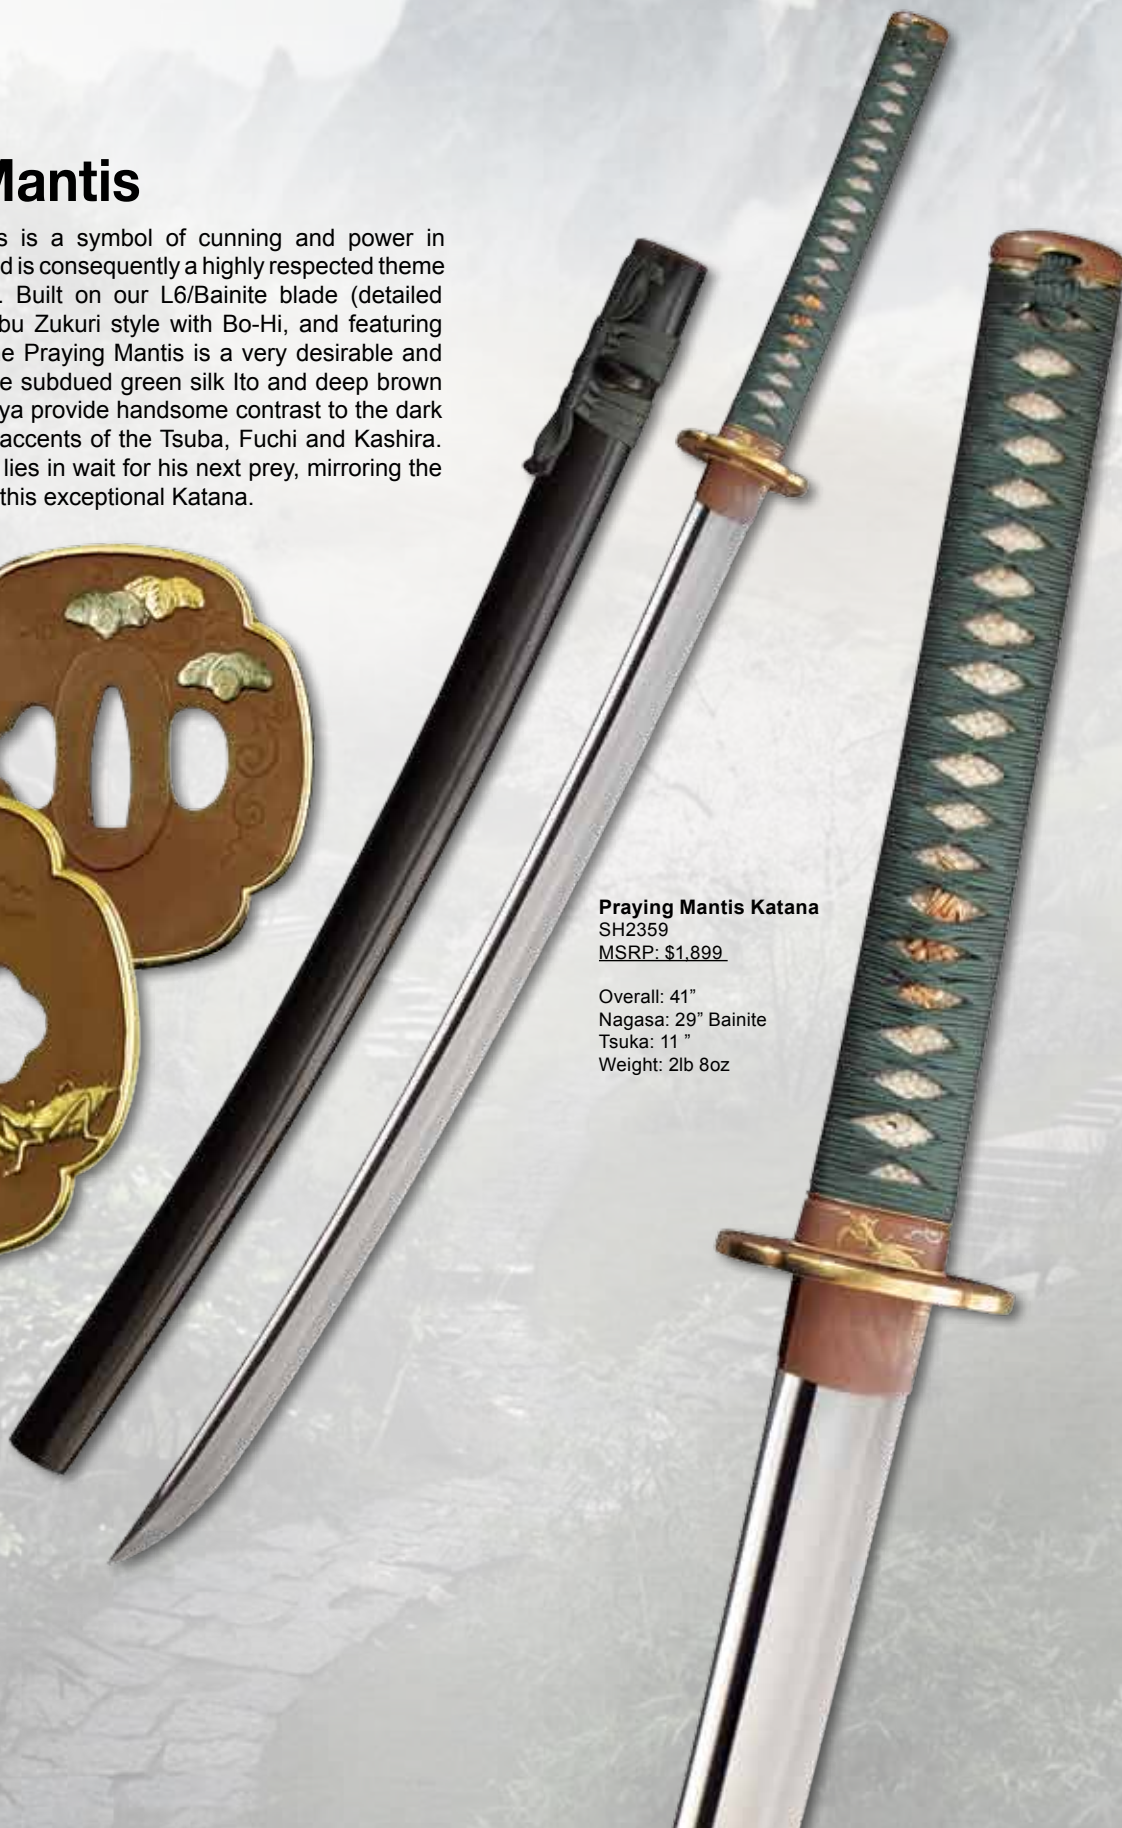 Mantis
s is a symbol of cunning and power in
d is consequently a highly respected theme
. Built on our L6/Bainite blade (detailed
bu Zukuri style with Bo-Hi, and featuring
e Praying Mantis is a very desirable and
e subdued green silk Ito and deep brown
ya provide handsome contrast to the dark
accents of the Tsuba, Fuchi and Kashira.
lies in wait for his next prey, mirroring the
this exceptional Katana.
Praying Mantis Katana
SH2359
MSRP: $1,899
Overall: 41”
Nagasa: 29” Bainite
Tsuka: 11 ”
Weight: 2lb 8oz